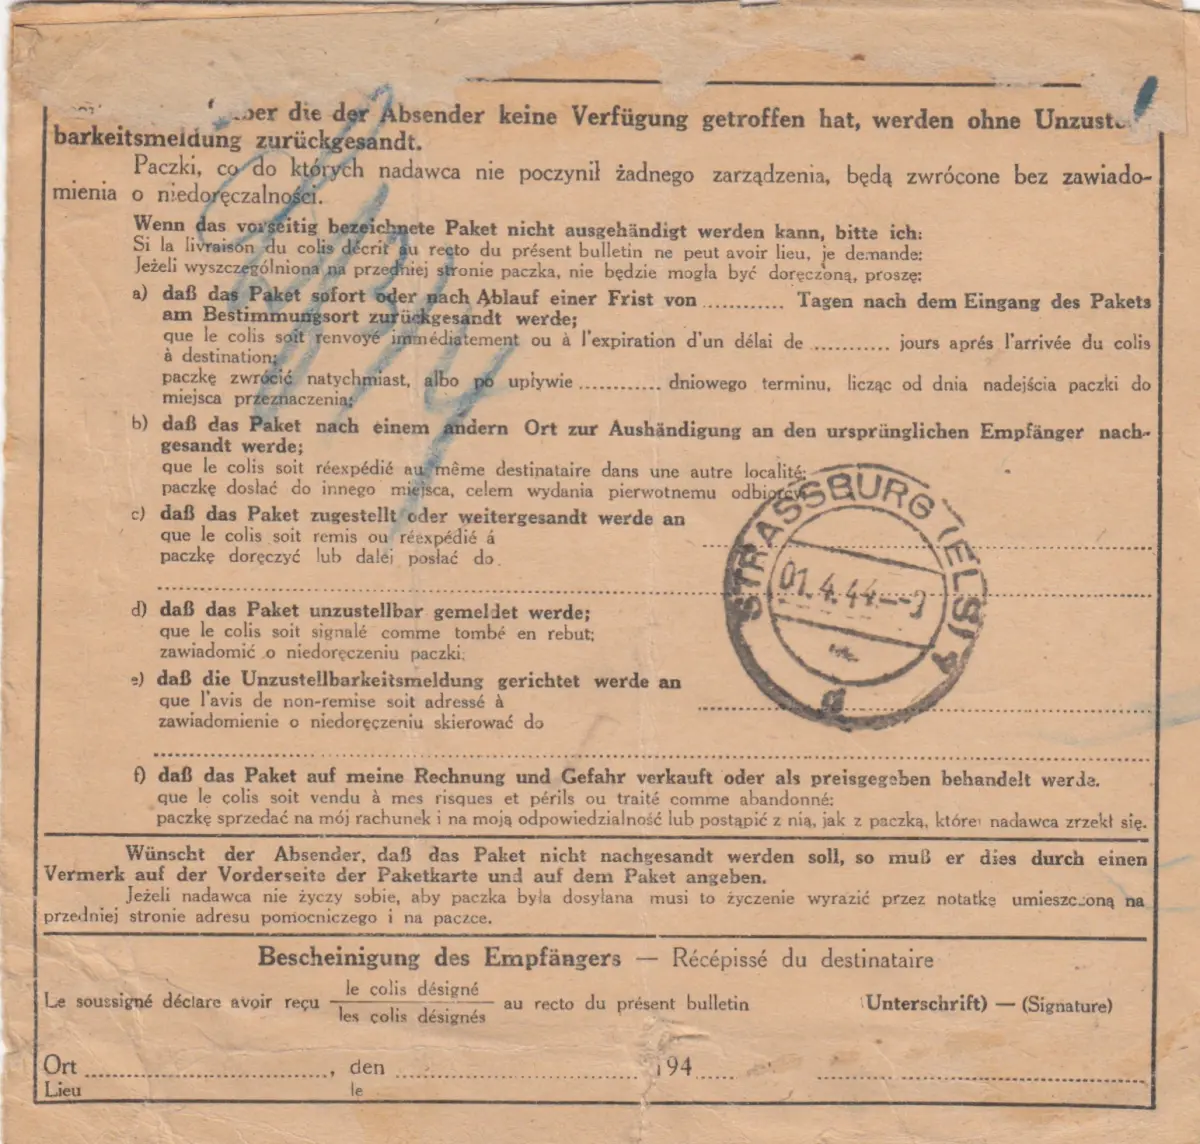 die der Absender keine Verfügung getroffen hat, werden ohne
barkeitsmeldung zurückgesandt.
Paczki, co do których nadawca nie poczynił żadnego zarządzenia, będą zwrócone bez zawiado-
mienia o niedoręczalności.
Wenn das vorseitig bezeichnete Paket nicht ausgehändigt werden kann, bitte ich:
Si la livraison du colis décrit au recto du présent bulletin ne peut avoir lieu, je demande:
Jeżeli wyszczególniona na przedniej stronie paczka, nie będzie mogła być doręczoną, proszę:
a) daß das Paket sofort oder nach Ablauf einer Frist von ............ Tagen nach dem Eingang des Pakets
am Bestimmungsort zurückgesandt werde;
que le colis soit renvoyé immédiatement ou à l'expiration d'un délai de ............ jours aprés l'arrivée du colis
à destination;
paczkę zwrócić natychmiast, albo po upływie ............ dniowego terminu, licząc od dnia nadejścia paczki do
miejsca przeznaczenia;
b) daß das Paket nach einem andern Ort zur Aushändigung an den ursprünglichen Empfänger nach-
gesandt werde;
que le colis soit réexpédié au même destinataire dans une autre localité;
paczkę dosłać do innego miejsca, celem wydania pierwotnemu odbiorcy.
c) daß das Paket zugestellt oder weitergesandt werde an
que le colis soit remis ou réexpédié á
paczkę doręczyć lub dalej posłać do
STRASSBURG (ELS) 4
01.4.44
d
d) daß das Paket unzustellbar gemeldet werde;
que le colis soit signalé comme tombé en rebut;
zawiadomić o niedoręczeniu paczki.
e) daß die Unzustellbarkeitsmeldung gerichtet werde an
que l'avis de non-remise soit adressé à
zawiadomienie o niedoręczeniu skierować do
f) daß das Paket auf meine Rechnung und Gefahr verkauft oder als preisgegeben behandelt werde.
que le colis soit vendu à mes risques et périls ou traité comme abandonné:
paczkę sprzedać na mój rachunek i na moją odpowiedzialność lub postąpić z nią, jak z paczką, której nadawca zrzekł się.
Wünscht der Absender, daß das Paket nicht nachgesandt werden soll, so muß er dies durch einen
Vermerk auf der Vorderseite der Paketkarte und auf dem Paket angeben.
Jeżeli nadawca nie życzy sobie, aby paczka była dosyłana musi to życzenie wyrazić przez notatkę umieszczoną na
przedniej stronie adresu pomocniczego i na paczce.
Bescheinigung des Empfängers — Récépissé du destinataire
Le soussigné déclare avoir reçu le colis désigné / les colis désignés au recto du présent bulletin (Unterschrift) — (Signature)
Ort ............, den ............ 194......
Lieu le